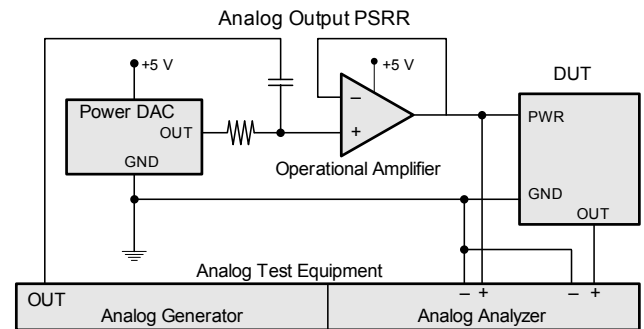 Analog Output PSRR
+5 V
+5 V
DUT
Power DAC
OUT
GND
−
+
Operational Amplifier
PWR
GND
OUT
Analog Test Equipment
− +
− +
OUT
Analog Generator
Analog Analyzer